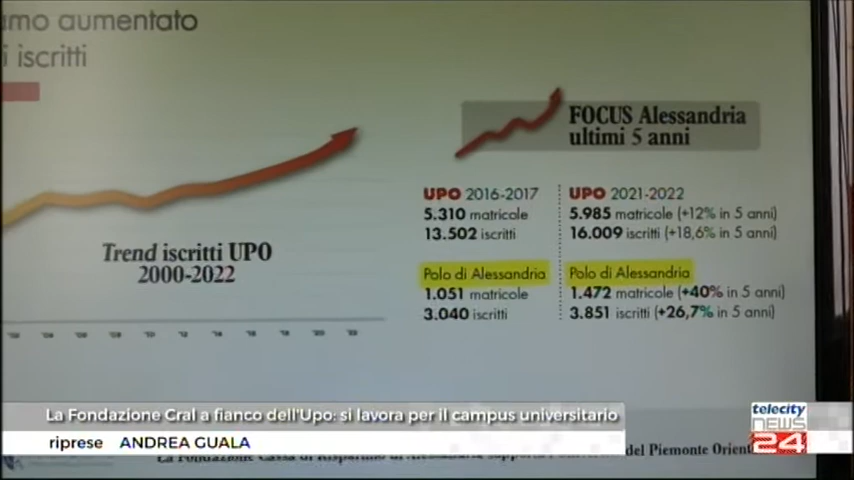 amo aumentato
i iscritti
FOCUS Alessandria
ultimi 5 anni
UPO 2016-2017
5.310 matricole
13.502 iscritti
UPO 2021-2022
5.985 matricole (+12% in 5 anni)
16.009 iscritti (+18,6% in 5 anni)
Trend iscritti UPO
2000-2022
Polo di Alessandria
1.051 matricole
3.040 iscritti
Polo di Alessandria
1.472 matricole (+40% in 5 anni)
3.851 iscritti (+26,7% in 5 anni)
La Fondazione Cral a fianco dell'Upo: si lavora per il campus universitario
riprese ANDREA GUALA
telecity
NEWS
24
del Piemonte Orient